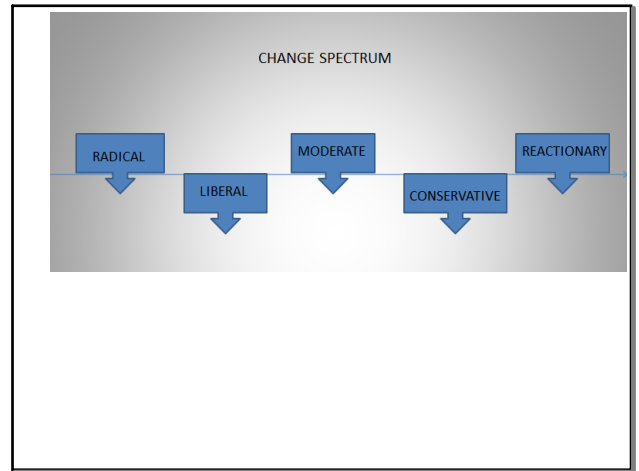 CHANGE SPECTRUM
RADICAL
LIBERAL
MODERATE
CONSERVATIVE
REACTIONARY